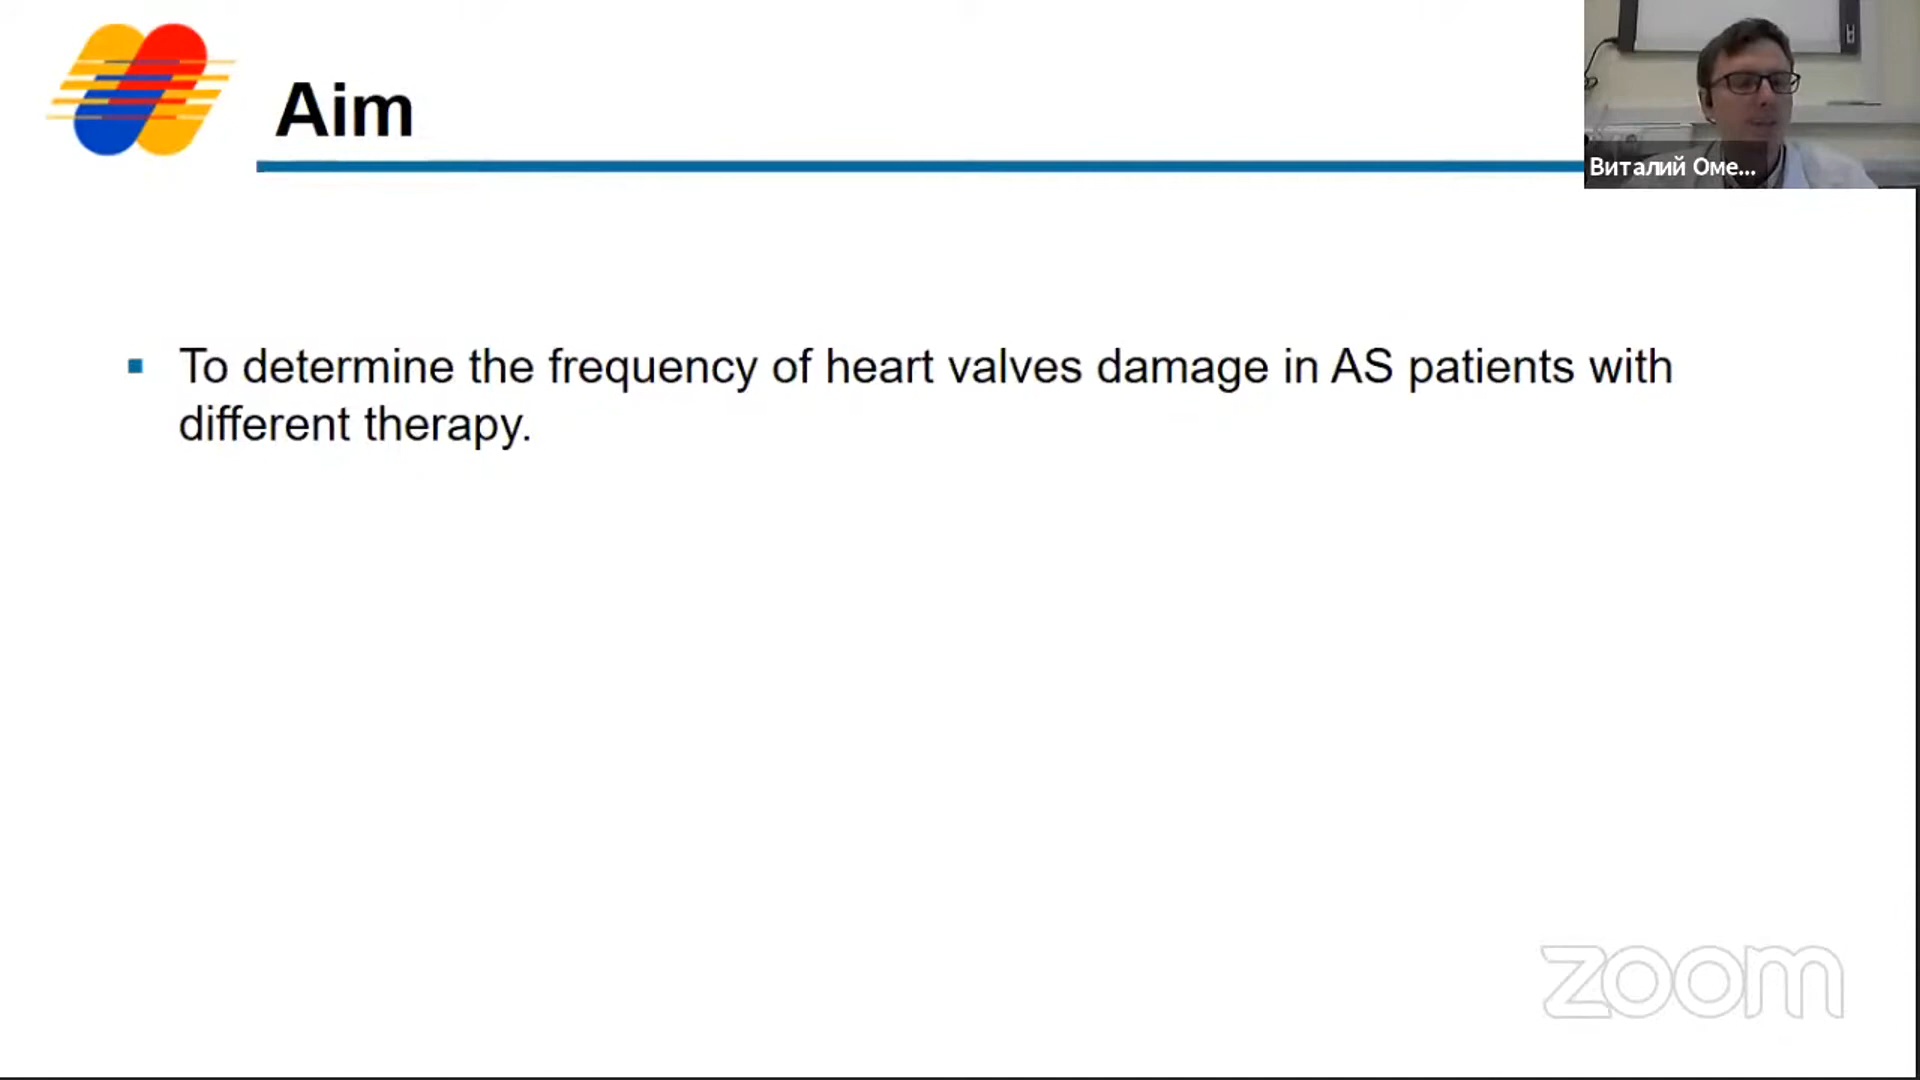 Aim
Виталий Оме...
To determine the frequency of heart valves damage in AS patients with
different therapy.
zoom